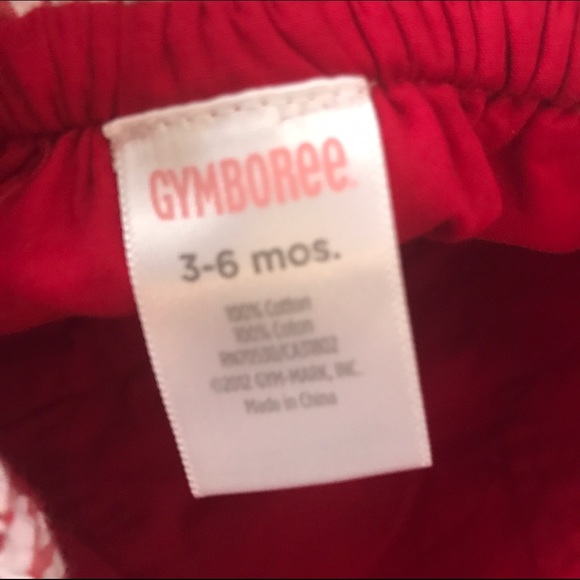 GYMBOREE
3-6 mos.
100% Cotton
100% Coton
©2012 GYM-MARK, INC.
Made in China